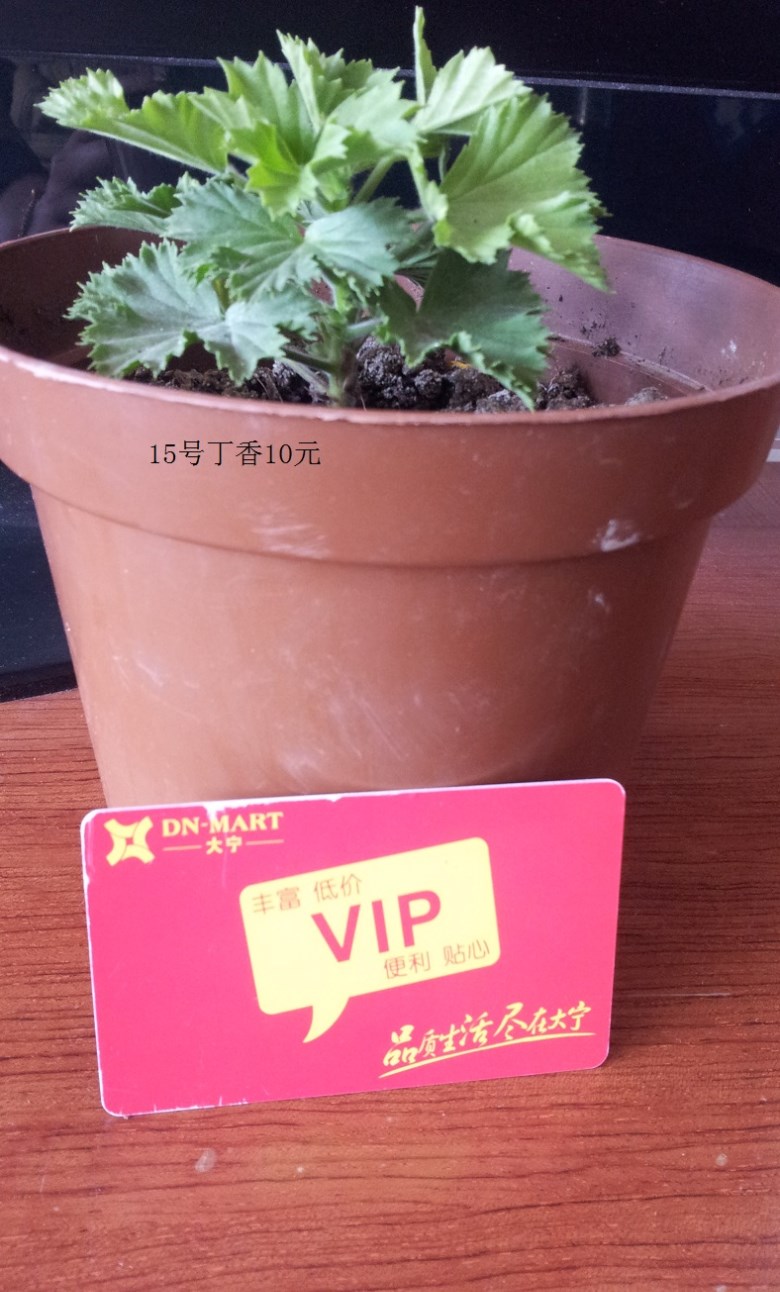 15号丁香10元
DN-MART
大宁
丰富 低价
VIP
便利 贴心
品质生活尽在大宁